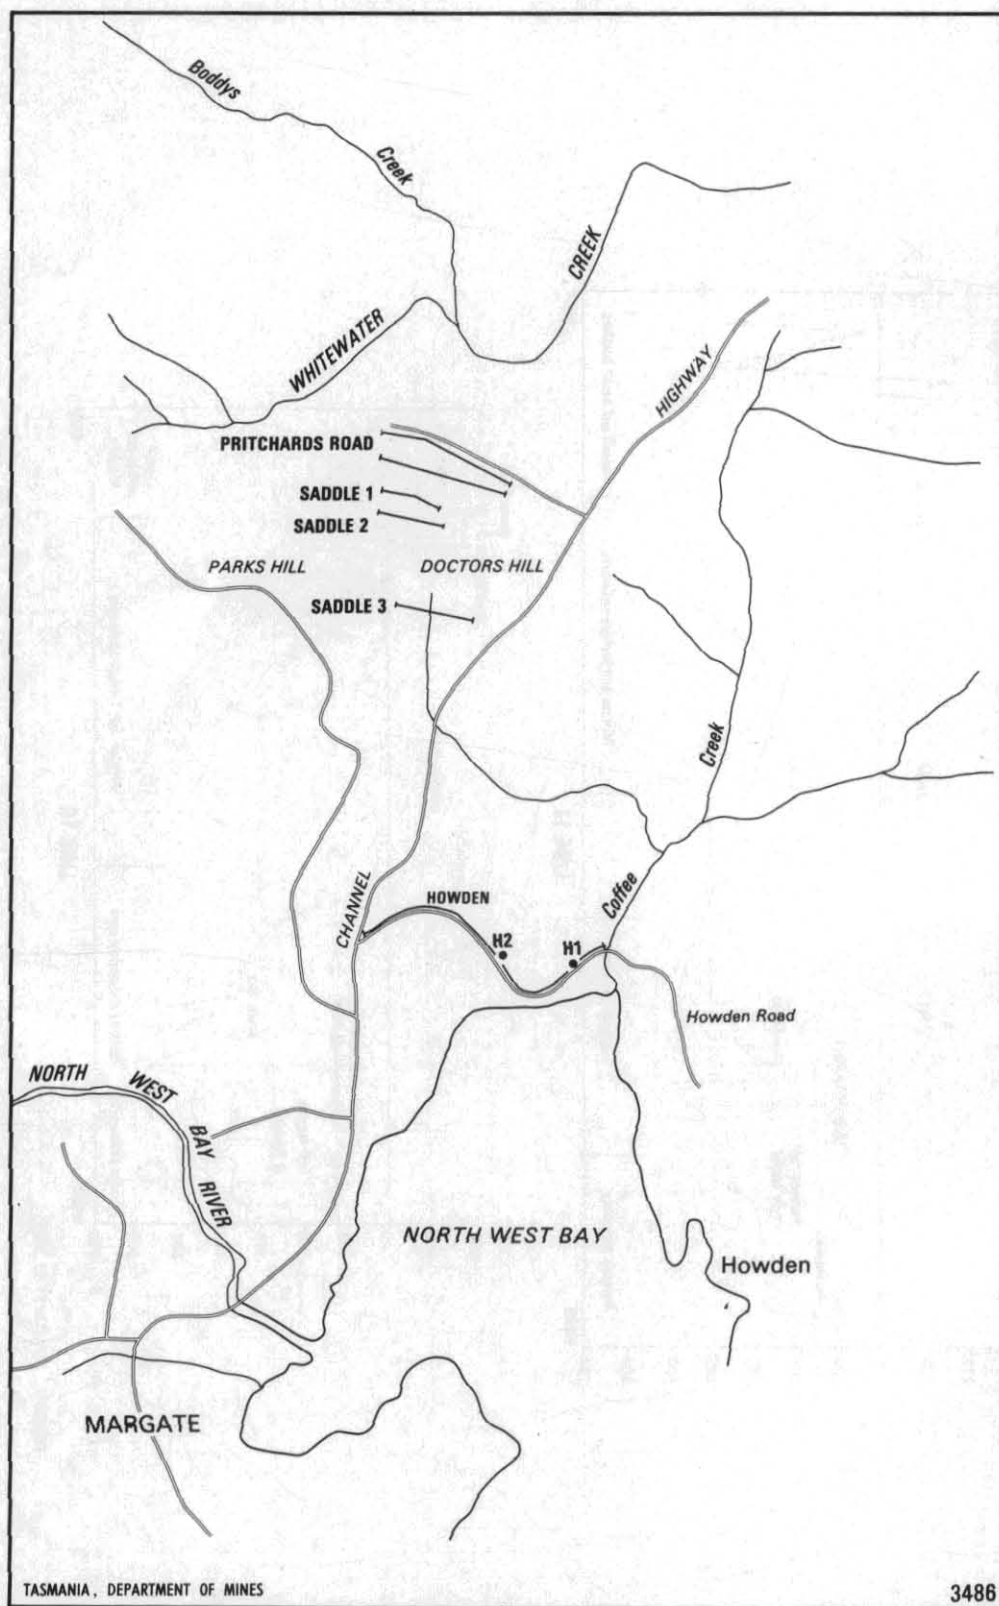 Boddys
Creek
CREEK
WHITEWATER
HIGHWAY
PRITCHARDS ROAD
SADDLE 1
SADDLE 2
PARKS HILL
DOCTORS HILL
SADDLE 3
Creek
Coffee
CHANNEL
HOWDEN
H2
H1
Howden Road
NORTH
WEST
BAY
RIVER
NORTH WEST BAY
Howden
MARGATE
TASMANIA, DEPARTMENT OF MINES
3486